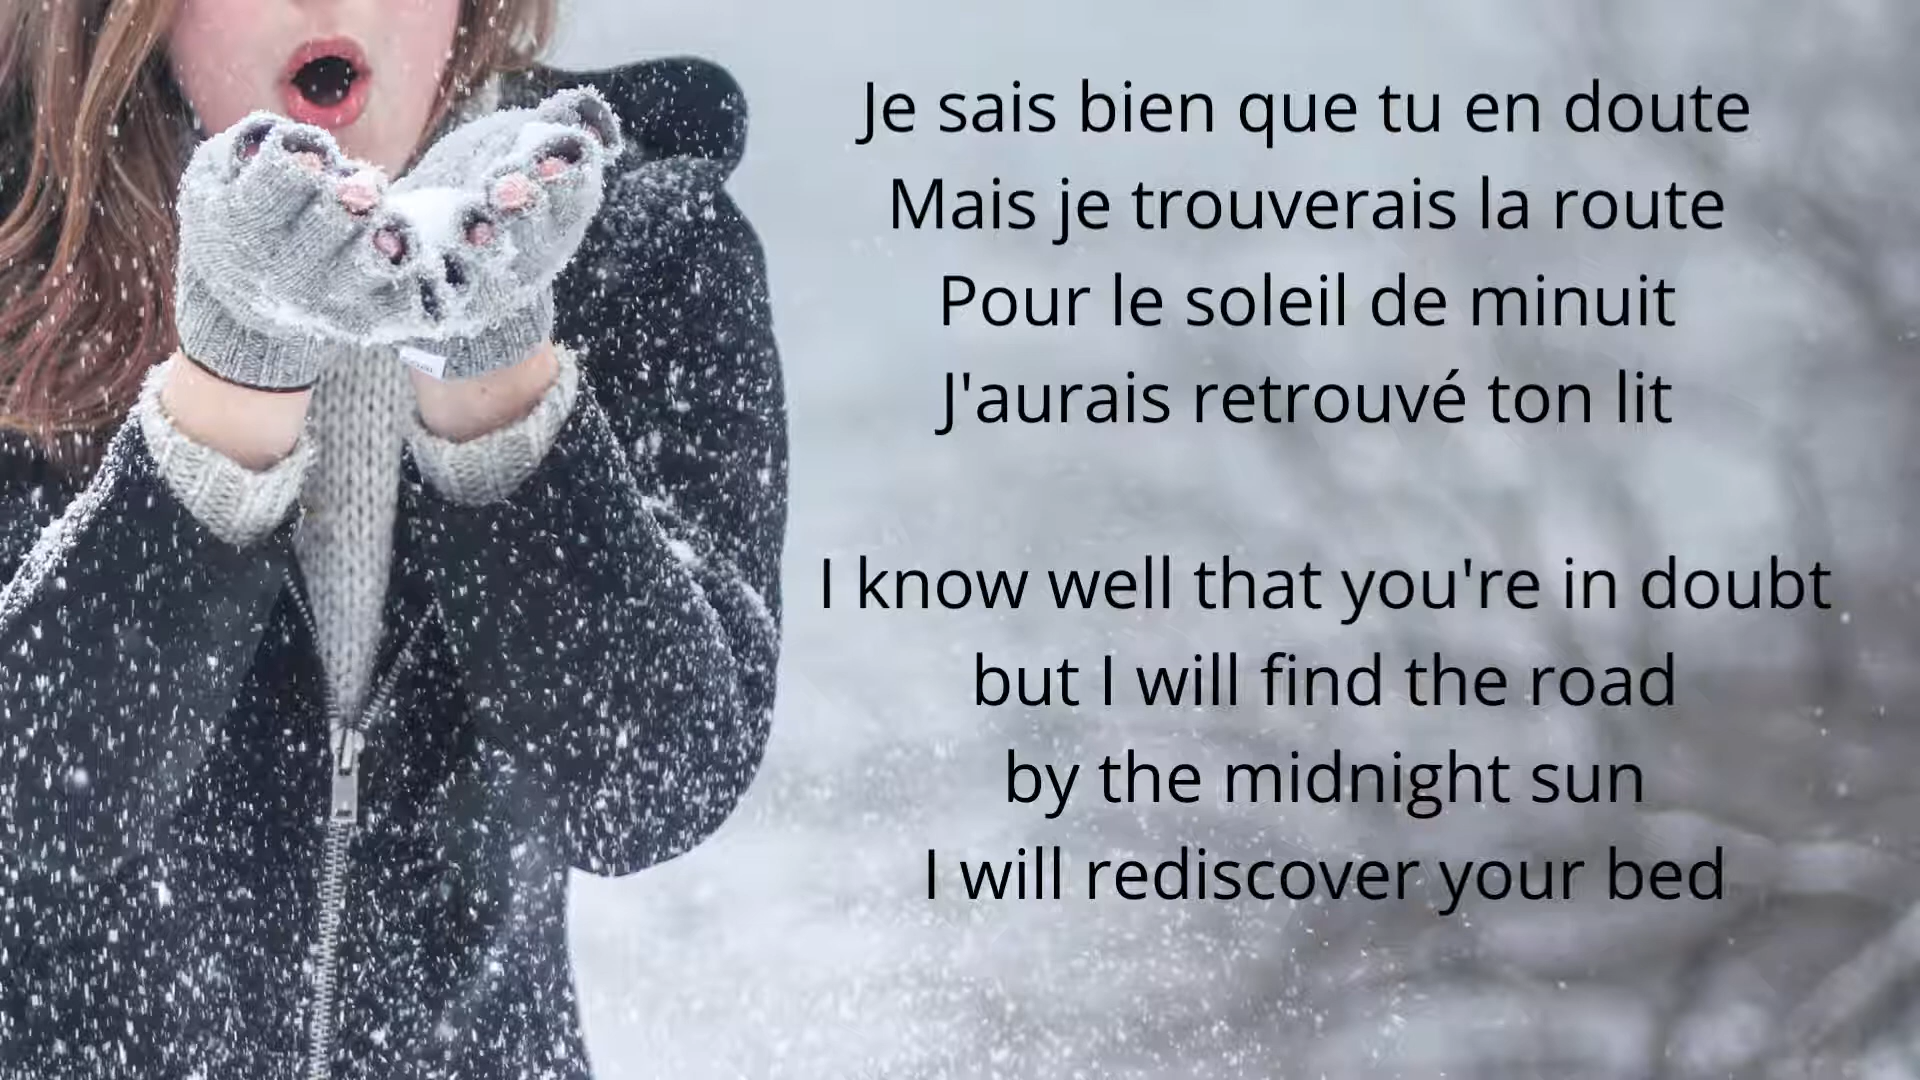 Je sais bien que tu en doute
Mais je trouverais la route
Pour le soleil de minuit
J'aurais retrouvé ton lit
I know well that you're in doubt
but I will find the road
by the midnight sun
I will rediscover your bed